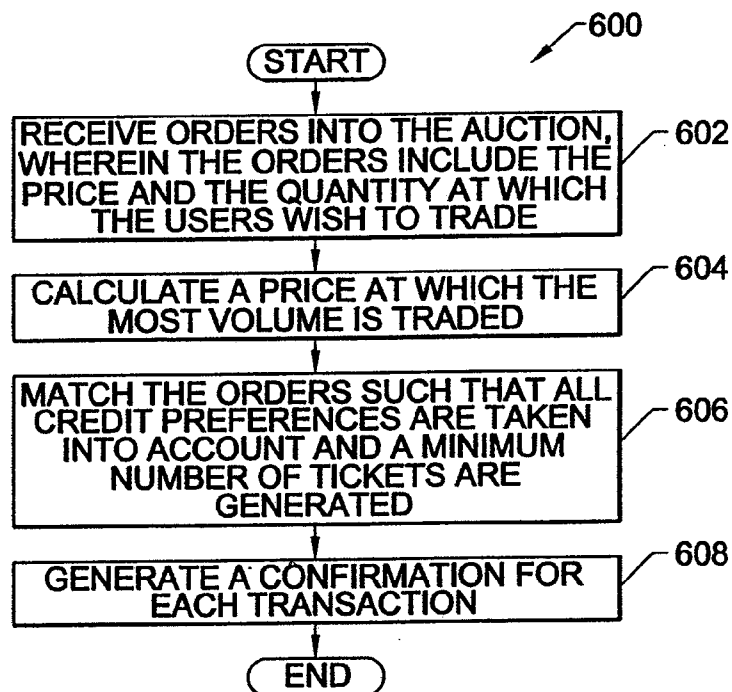 600
START
RECEIVE ORDERS INTO THE AUCTION,
WHEREIN THE ORDERS INCLUDE THE
PRICE AND THE QUANTITY AT WHICH
THE USERS WISH TO TRADE
602
CALCULATE A PRICE AT WHICH THE
MOST VOLUME IS TRADED
604
MATCH THE ORDERS SUCH THAT ALL
CREDIT PREFERENCES ARE TAKEN
INTO ACCOUNT AND A MINIMUM
NUMBER OF TICKETS ARE
GENERATED
606
GENERATE A CONFIRMATION FOR
EACH TRANSACTION
608
END